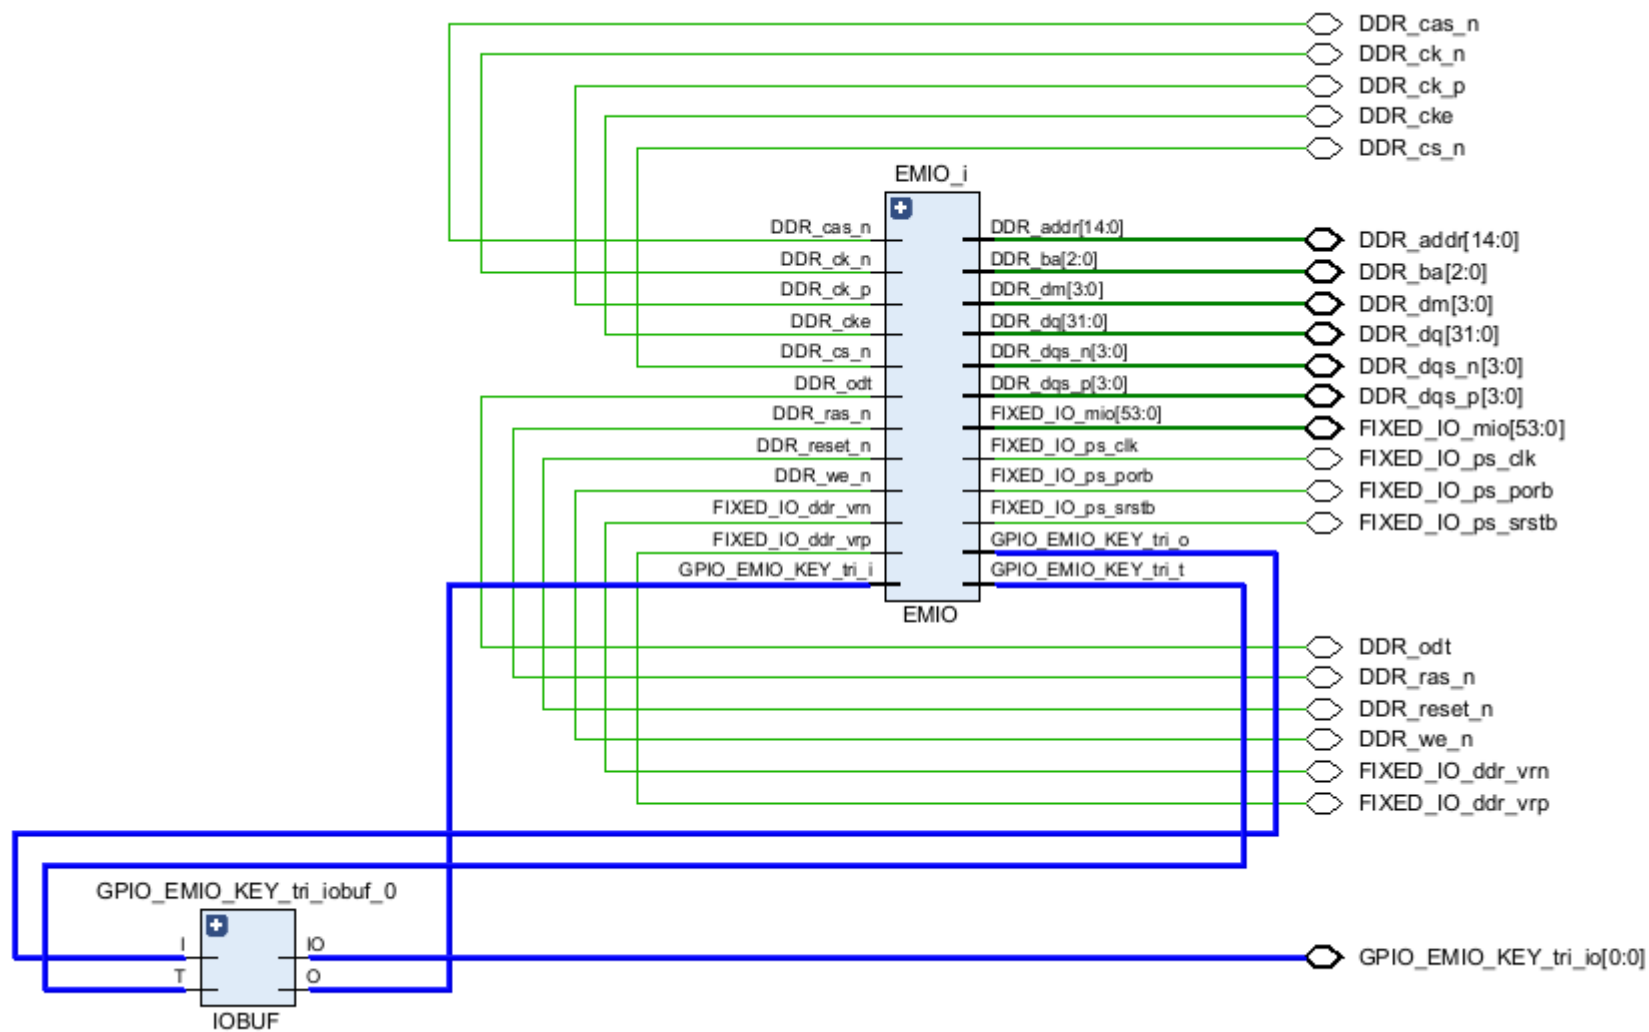 DDR_cas_n
DDR_ck_n
DDR_ck_p
DDR_cke
DDR_cs_n
EMIO_i
DDR_cas_n
DDR_ck_n
DDR_ck_p
DDR_cke
DDR_cs_n
DDR_odt
DDR_ras_n
DDR_reset_n
DDR_we_n
FIXED_IO_ddr_vrn
FIXED_IO_ddr_vrp
GPIO_EMIO_KEY_tri_i
DDR_addr[14:0]
DDR_ba[2:0]
DDR_dm[3:0]
DDR_dq[31:0]
DDR_dqs_n[3:0]
DDR_dqs_p[3:0]
FIXED_IO_mio[53:0]
FIXED_IO_ps_clk
FIXED_IO_ps_porb
FIXED_IO_ps_srstb
GPIO_EMIO_KEY_tri_o
GPIO_EMIO_KEY_tri_t
EMIO
DDR_addr[14:0]
DDR_ba[2:0]
DDR_dm[3:0]
DDR_dq[31:0]
DDR_dqs_n[3:0]
DDR_dqs_p[3:0]
FIXED_IO_mio[53:0]
FIXED_IO_ps_clk
FIXED_IO_ps_porb
FIXED_IO_ps_srstb
DDR_odt
DDR_ras_n
DDR_reset_n
DDR_we_n
FIXED_IO_ddr_vrn
FIXED_IO_ddr_vrp
GPIO_EMIO_KEY_tri_iobuf_0
I
T
IO
O
IOBUF
GPIO_EMIO_KEY_tri_io[0:0]